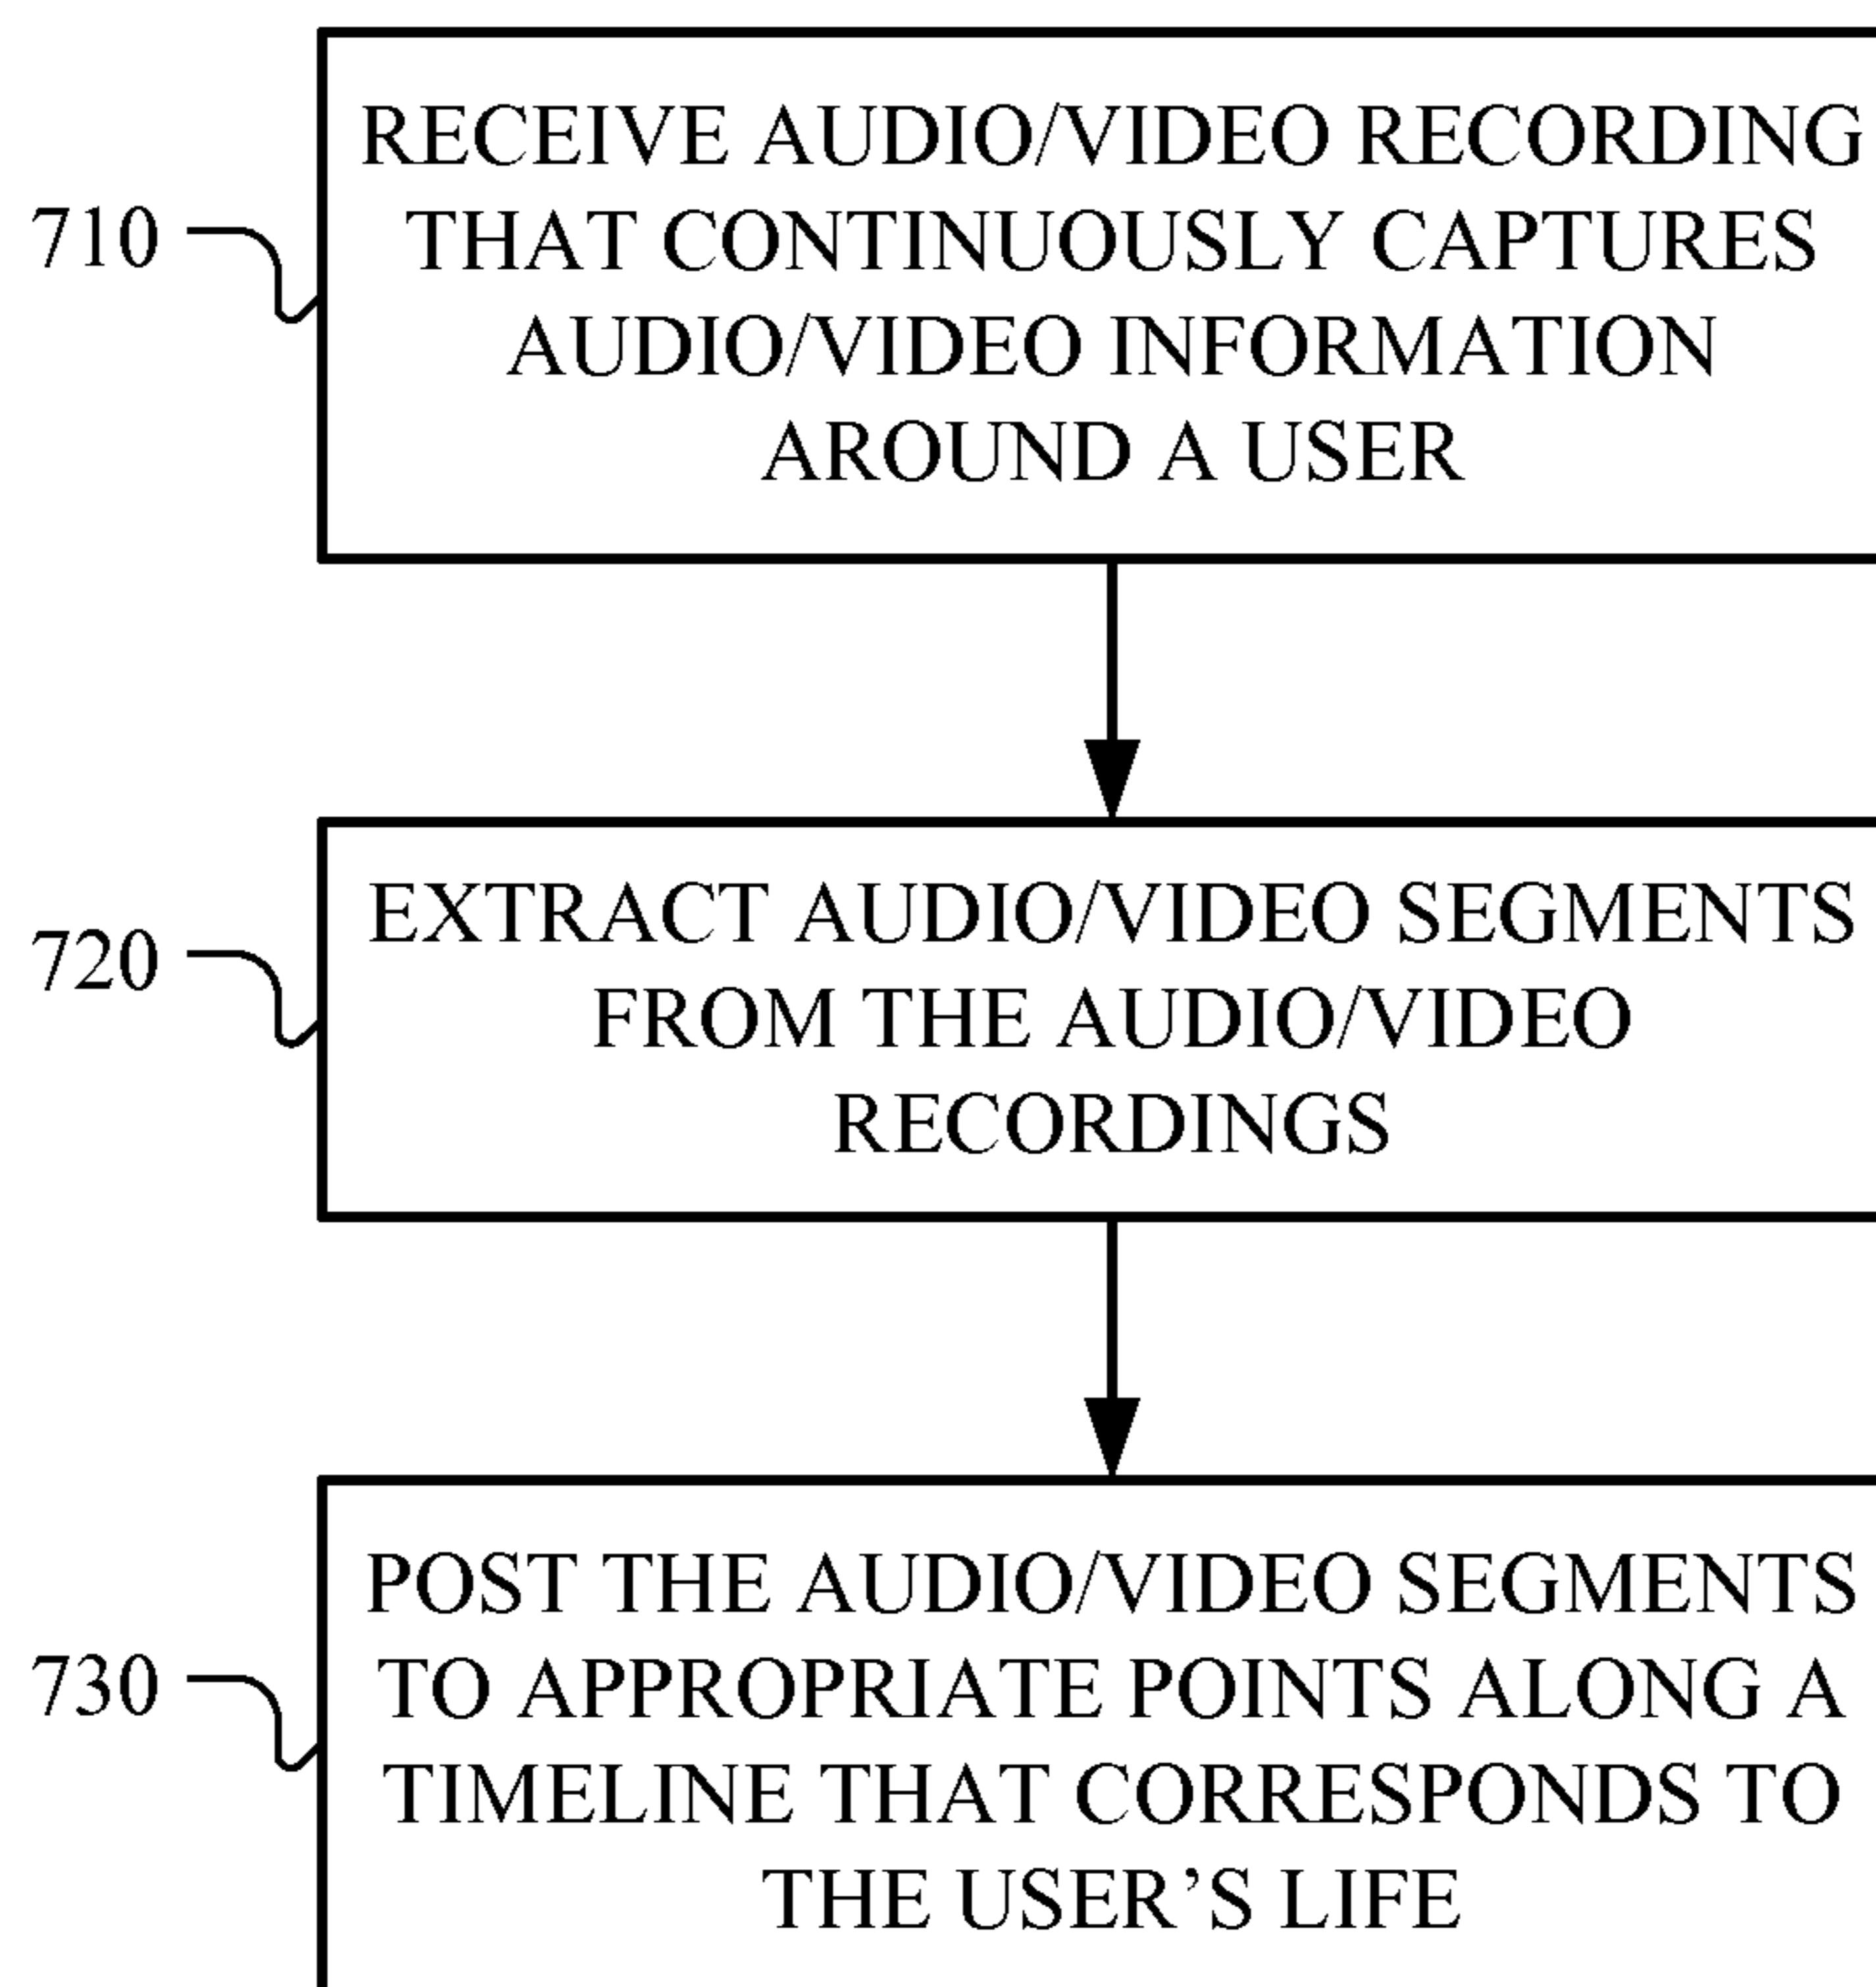 RECEIVE AUDIO/VIDEO RECORDING
THAT CONTINUOUSLY CAPTURES
AUDIO/VIDEO INFORMATION
AROUND A USER
710
EXTRACT AUDIO/VIDEO SEGMENTS
FROM THE AUDIO/VIDEO
RECORDINGS
720
POST THE AUDIO/VIDEO SEGMENTS
TO APPROPRIATE POINTS ALONG A
TIMELINE THAT CORRESPONDS TO
THE USER'S LIFE
730